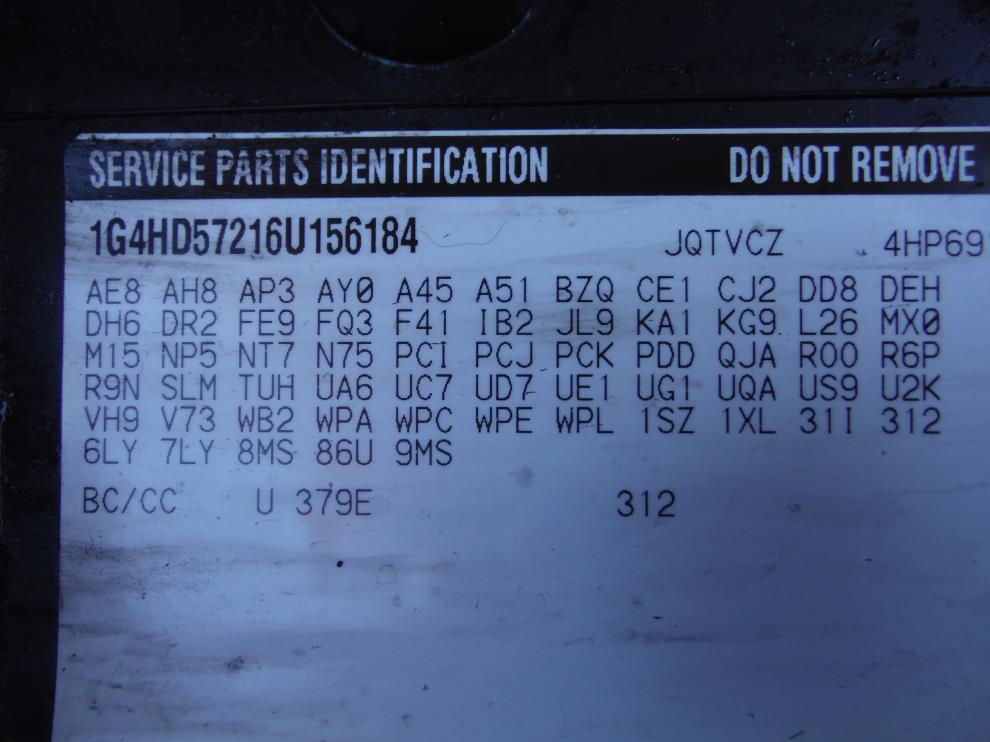 SERVICE PARTS IDENTIFICATION DO NOT REMOVE
1G4HD57216U156184 JQTVCZ 4HP69
AE8 AH8 AP3 AY0 A45 A51 BZQ CE1 CJ2 DD8 DEH
DH6 DR2 FE9 FQ3 F41 IB2 JL9 KA1 KG9 L26 MX0
M15 NP5 NT7 N75 PCI PCJ PCK PDD QJA R00 R6P
R9N SLM TUH UA6 UC7 UD7 UE1 UG1 UQA US9 U2K
VH9 V73 WB2 WPA WPC WPE WPL 1SZ 1XL 31I 312
6LY 7LY 8MS 86U 9MS
BC/CC U 379E 312